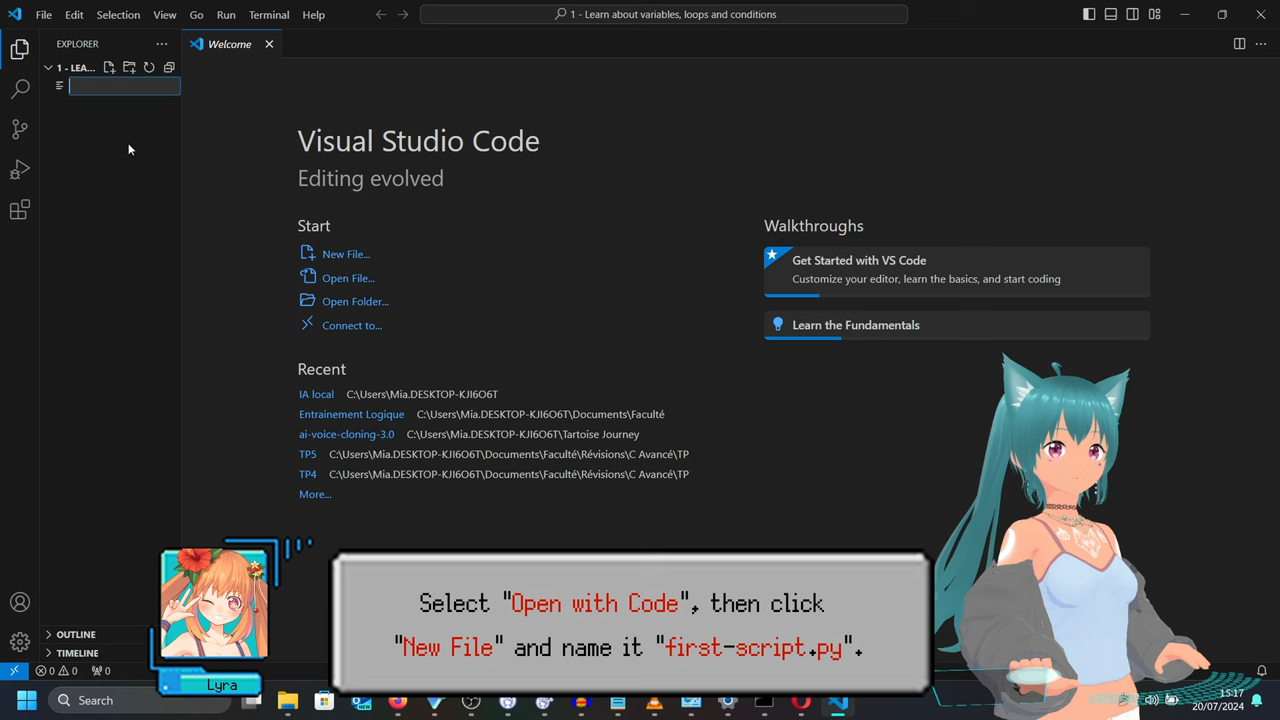 File Edit Selection View Go Run Terminal Help
1 - Learn about variables, loops and conditions
EXPLORER
Welcome
1 - LEA...
Visual Studio Code
Editing evolved
Start
New File...
Open File...
Open Folder...
Connect to...
Recent
IA local C:\Users\Mia.DESKTOP-KJI6O6T
Entrainement Logique C:\Users\Mia.DESKTOP-KJI6O6T\Documents\Faculté
ai-voice-cloning-3.0 C:\Users\Mia.DESKTOP-KJI6O6T\Tartoise Journey
TP5 C:\Users\Mia.DESKTOP-KJI6O6T\Documents\Faculté\Révisions\C Avancé\TP
TP4 C:\Users\Mia.DESKTOP-KJI6O6T\Documents\Faculté\Révisions\C Avancé\TP
More...
Walkthroughs
Get Started with VS Code
Customize your editor, learn the basics, and start coding
Learn the Fundamentals
Select "Open with Code", then click
"New File" and name it "first-script.py".
Lyra
OUTLINE
TIMELINE
0 0 0
Search
15:17
20/07/2024